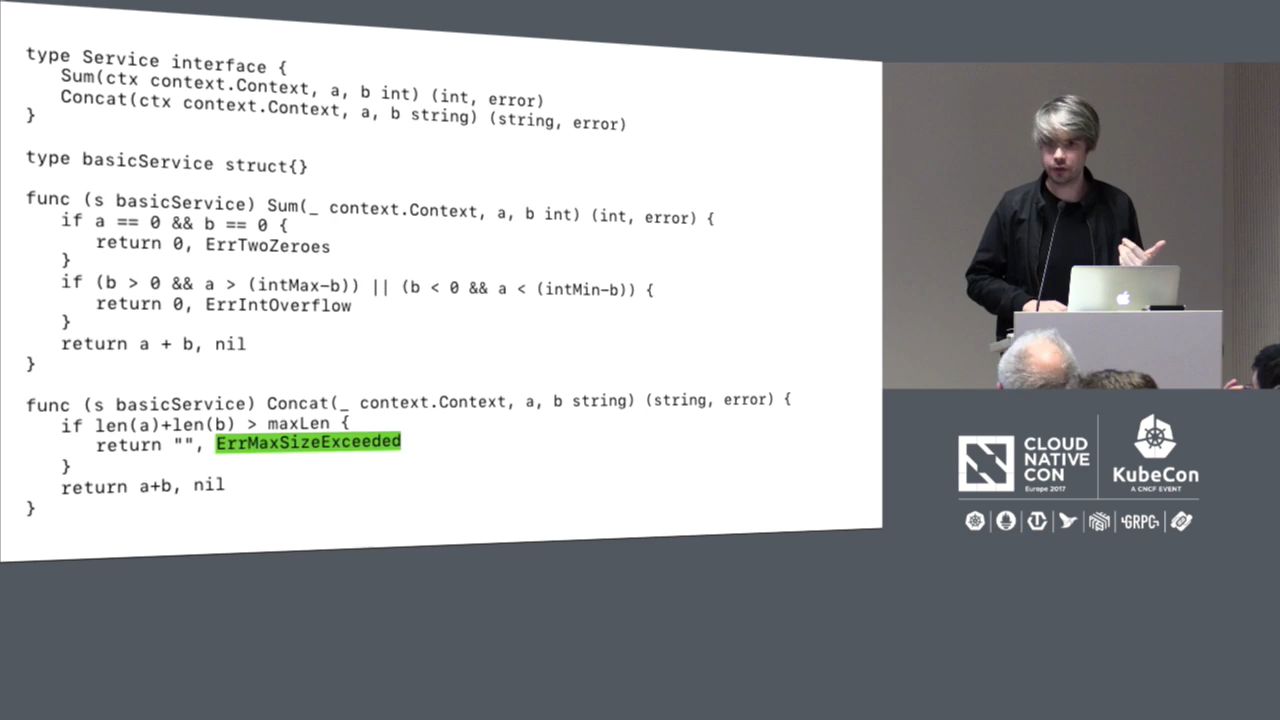 type Service interface {
Sum(ctx context.Context, a, b int) (int, error)
Concat(ctx context.Context, a, b string) (string, error)
}
type basicService struct{}
func (s basicService) Sum(_ context.Context, a, b int) (int, error) {
if a == 0 && b == 0 {
return 0, ErrTwoZeroes
}
if (b > 0 && a > (intMax-b)) || (b < 0 && a < (intMin-b)) {
return 0, ErrIntOverflow
}
return a + b, nil
}
func (s basicService) Concat(_ context.Context, a, b string) (string, error) {
if len(a)+len(b) > maxLen {
return "", ErrMaxSizeExceeded
}
return a+b, nil
}
CLOUD
NATIVE
CON
Europe 2017
KubeCon
A CNCF EVENT
GRPC